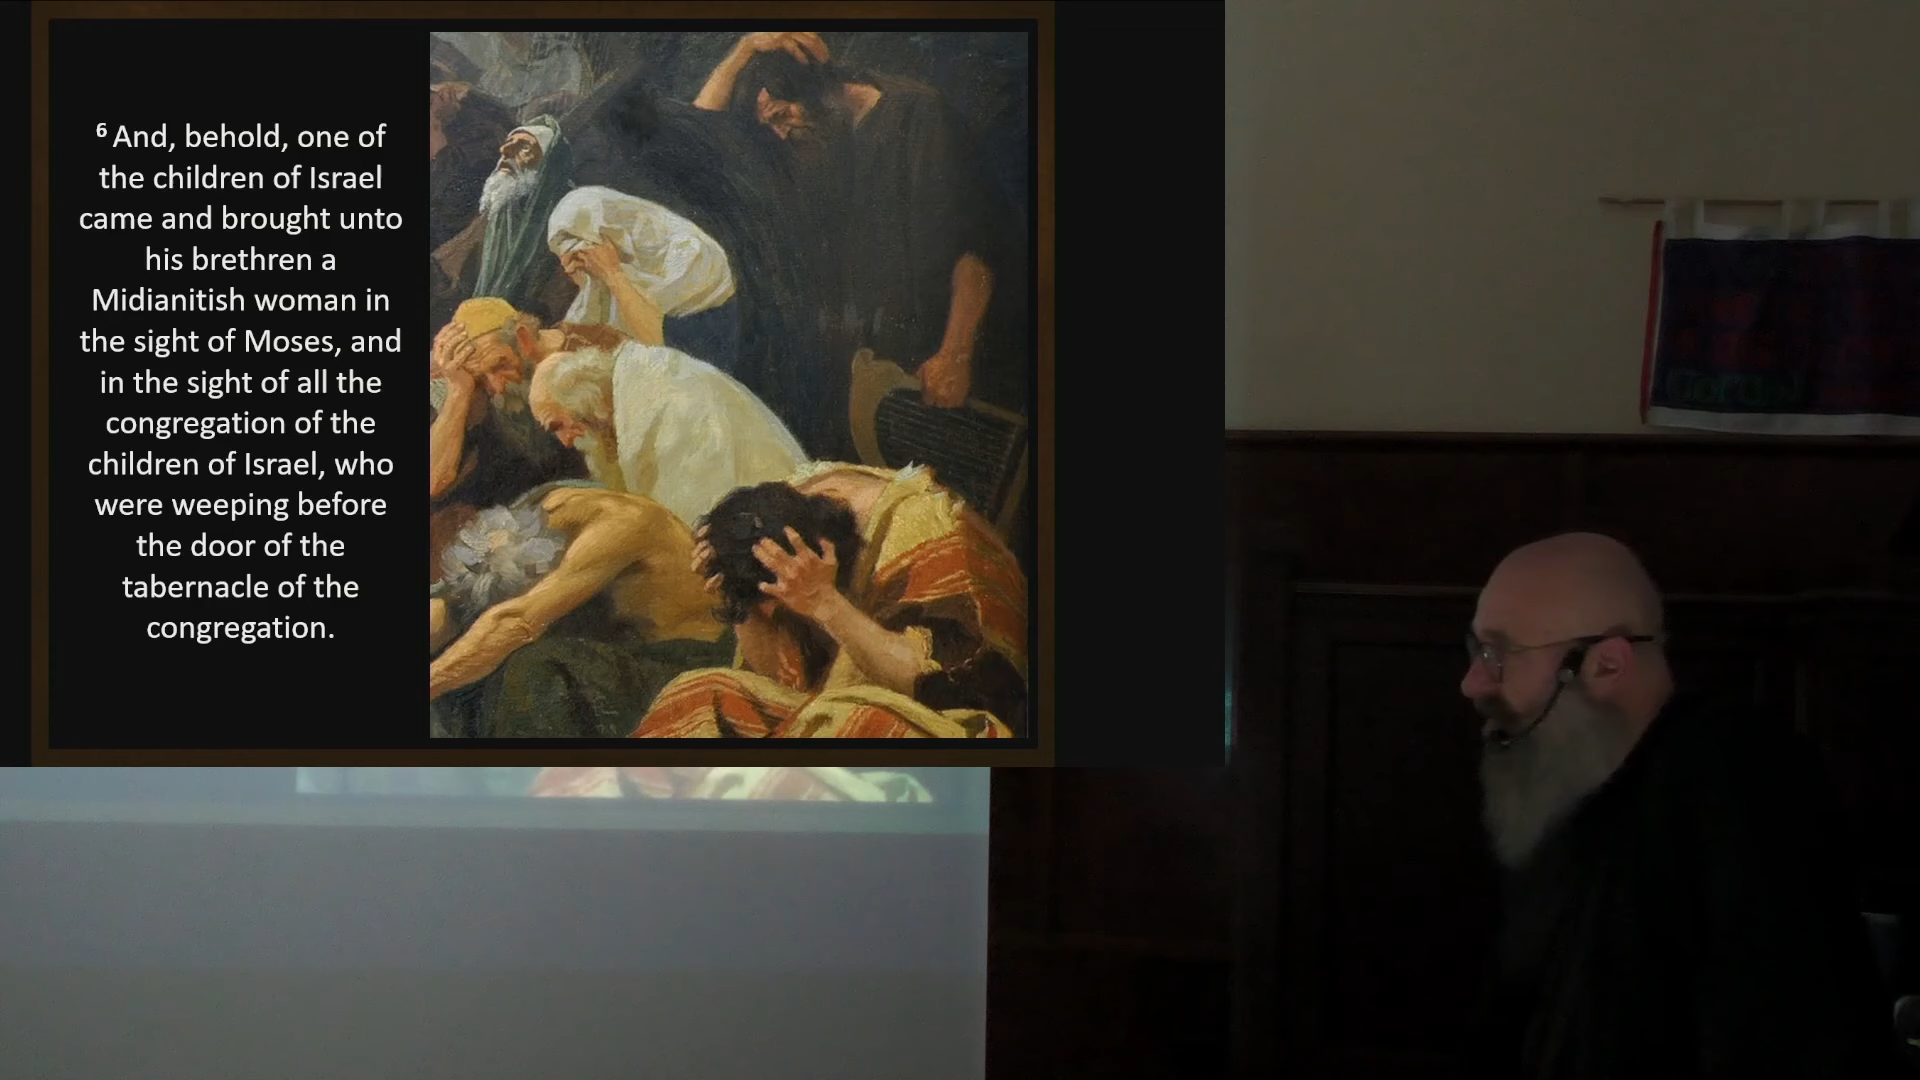 6 And, behold, one of
the children of Israel
came and brought unto
his brethren a
Midianitish woman in
the sight of Moses, and
in the sight of all the
congregation of the
children of Israel, who
were weeping before
the door of the
tabernacle of the
congregation.